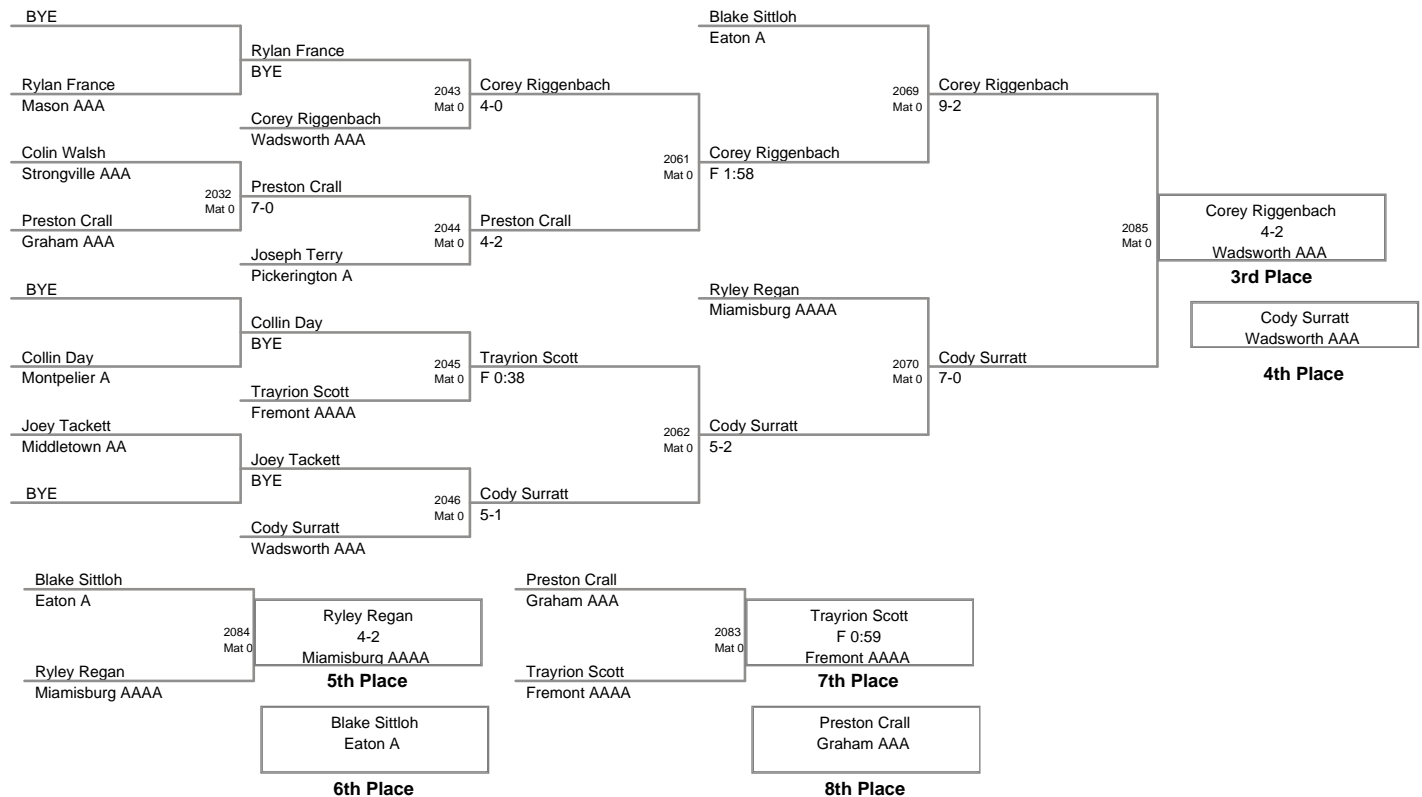 BYE
Rylan France
Mason AAA
Colin Walsh
Strongville AAA
2032
Mat 0
Preston Crall
Graham AAA
BYE
Collin Day
Montpelier A
Joey Tackett
Middletown AA
BYE
Rylan France
BYE
2043
Mat 0
Corey Riggenbach
Wadsworth AAA
Preston Crall
7-0
2044
Mat 0
Joseph Terry
Pickerington A
Collin Day
BYE
2045
Mat 0
Trayrion Scott
Fremont AAAA
Joey Tackett
BYE
2046
Mat 0
Cody Surratt
Wadsworth AAA
Corey Riggenbach
4-0
2061
Mat 0
Preston Crall
4-2
Trayrion Scott
F 0:38
2062
Mat 0
Cody Surratt
5-1
Blake Sittloh
Eaton A
2069
Mat 0
Corey Riggenbach
F 1:58
Ryley Regan
Miamisburg AAAA
2070
Mat 0
Cody Surratt
5-2
Corey Riggenbach
9-2
2085
Mat 0
Cody Surratt
7-0
Corey Riggenbach
4-2
Wadsworth AAA
3rd Place
Cody Surratt
Wadsworth AAA
4th Place
Blake Sittloh
Eaton A
2084
Mat 0
Ryley Regan
Miamisburg AAAA
Ryley Regan
4-2
Miamisburg AAAA
5th Place
Blake Sittloh
Eaton A
6th Place
Preston Crall
Graham AAA
2083
Mat 0
Trayrion Scott
Fremont AAAA
Trayrion Scott
F 0:59
Fremont AAAA
7th Place
Preston Crall
Graham AAA
8th Place